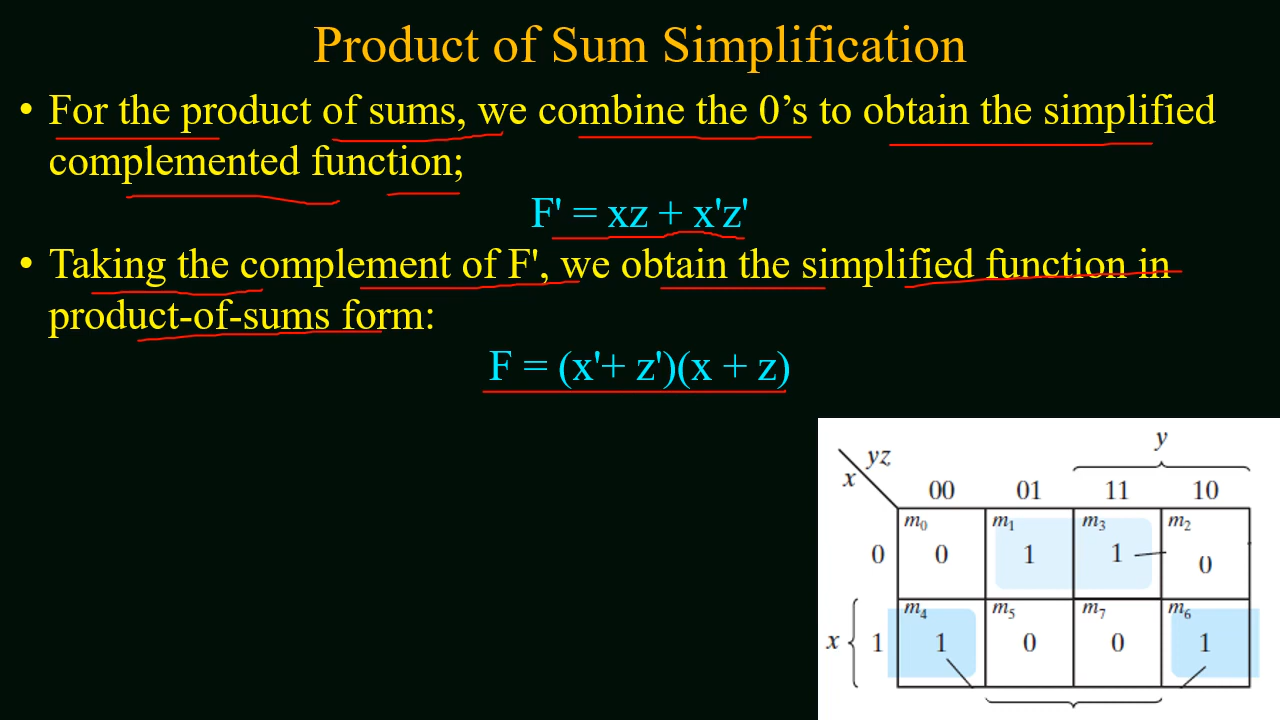 Product of Sum Simplification
• For the product of sums, we combine the 0’s to obtain the simplified
complemented function;
F' = xz + x'z'
• Taking the complement of F', we obtain the simplified function in
product-of-sums form:
F = (x'+ z')(x + z)
y
yz
x
00 01 11 10
m0 m1 m3 m2
0 0 1 1 0
m4 m5 m7 m6
x 1 1 0 0 1